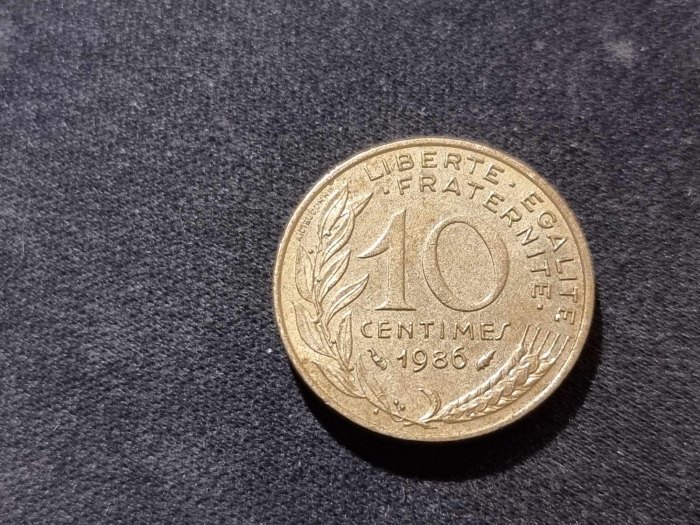 LIBERTE · EGALITE
· FRATERNITE ·
10
CENTIMES
1986